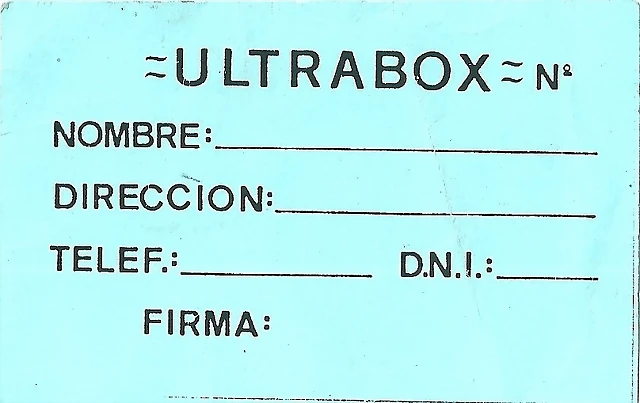 ≈ULTRABOX≈ Nº
NOMBRE:
DIRECCION:
TELEF.: D.N.I.:
FIRMA: